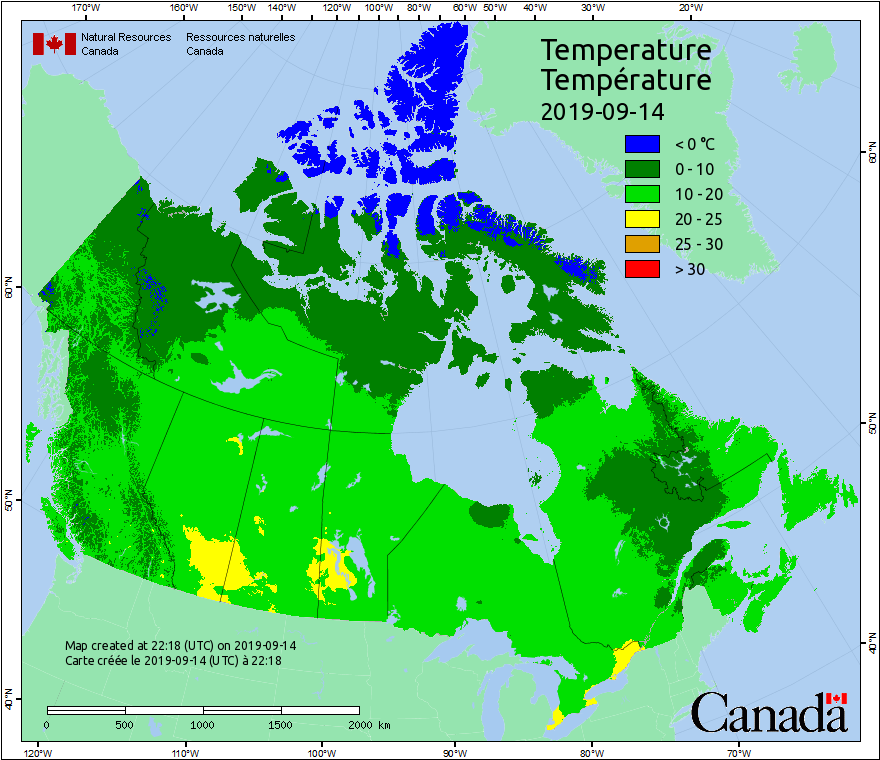 170°W 160°W 150°W 140°W 120°W 100°W 80°W 60°W 50°W 40°W 30°W 20°W
Natural Resources Ressources naturelles
Canada Canada
Temperature
Température
2019-09-14
< 0 °C
0 - 10
10 - 20
20 - 25
25 - 30
> 30
60°N
60°N
50°N
50°N
40°N
40°N
Map created at 22:18 (UTC) on 2019-09-14
Carte créée le 2019-09-14 (UTC) à 22:18
0 500 1000 1500 2000 km
Canada
120°W 110°W 100°W 90°W 80°W 70°W